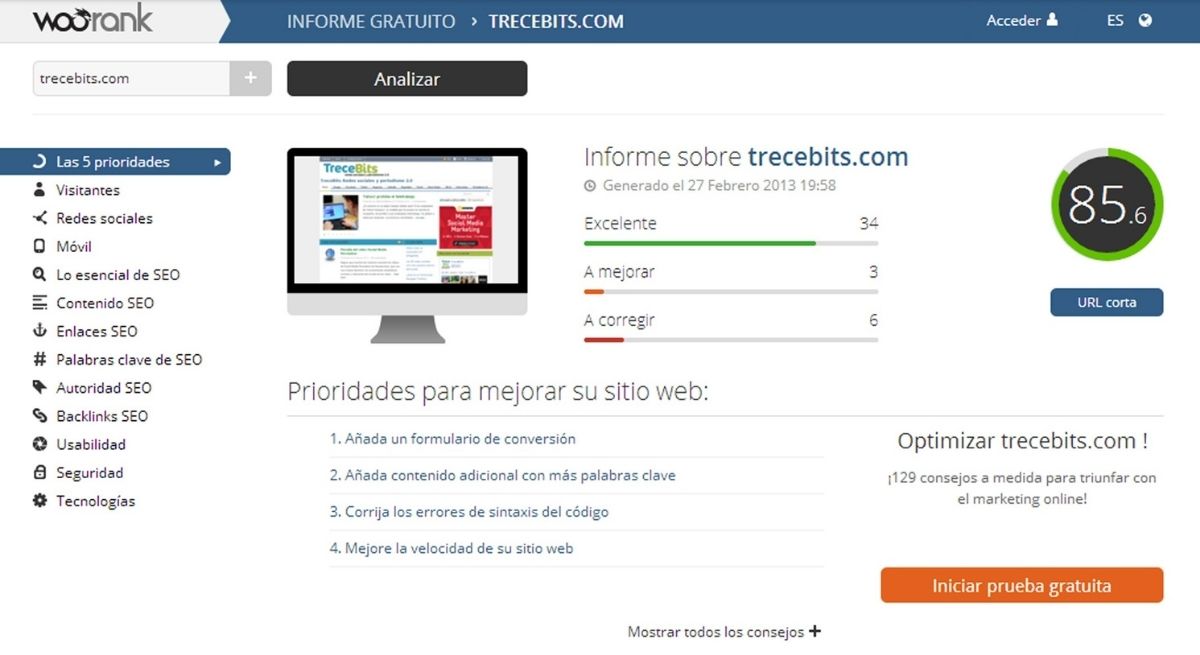 woorank
INFORME GRATUITO › TRECEBITS.COM
Acceder
ES
trecebits.com
+
Analizar
Las 5 prioridades
Visitantes
Redes sociales
Móvil
Lo esencial de SEO
Contenido SEO
Enlaces SEO
Palabras clave de SEO
Autoridad SEO
Backlinks SEO
Usabilidad
Seguridad
Tecnologías
TreceBits
TreceBits Redes sociales y periodismo 2.0
Master
Social Media
Marketing
Informe sobre trecebits.com
Generado el 27 Febrero 2013 19:58
Excelente 34
A mejorar 3
A corregir 6
85.6
URL corta
Prioridades para mejorar su sitio web:
1. Añada un formulario de conversión
2. Añada contenido adicional con más palabras clave
3. Corrija los errores de sintaxis del código
4. Mejore la velocidad de su sitio web
Mostrar todos los consejos +
Optimizar trecebits.com !
¡129 consejos a medida para triunfar con
el marketing online!
Iniciar prueba gratuita